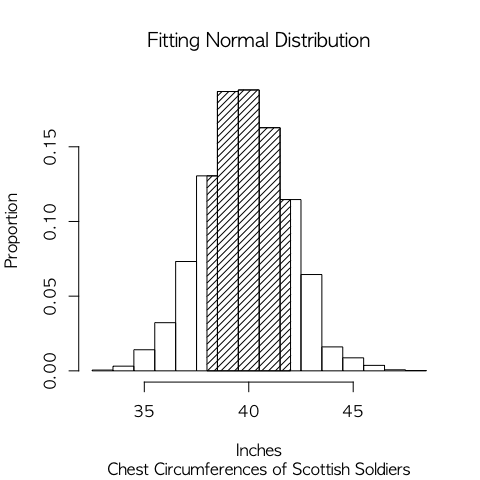 Fitting Normal Distribution
Proportion
0.15
0.10
0.05
0.00
35 40 45
Inches
Chest Circumferences of Scottish Soldiers